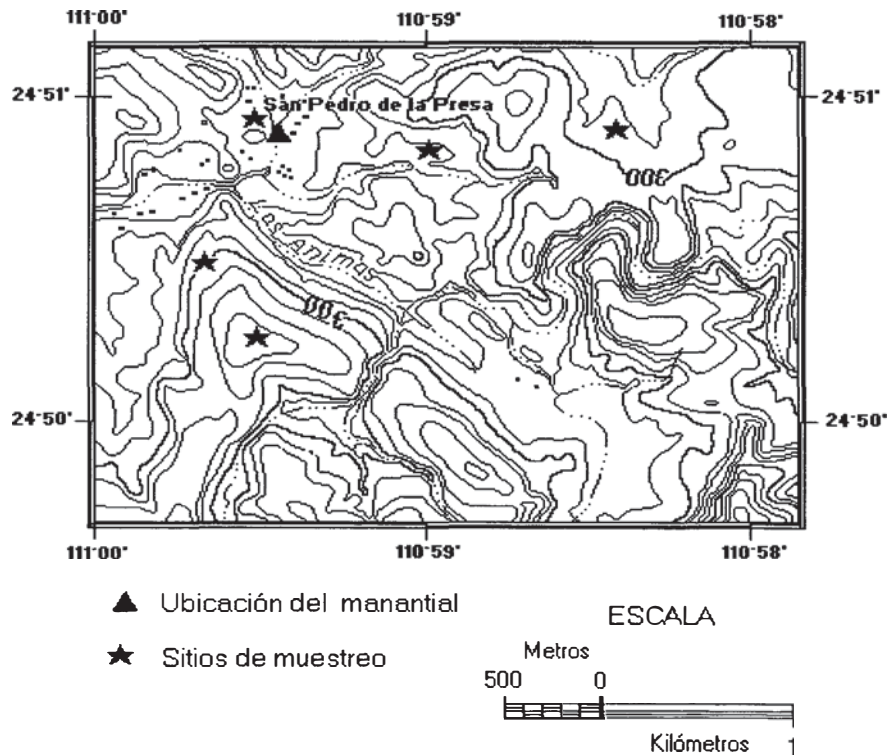 111°00' 110°59' 110°58'
24°51' 24°51'
San Pedro de la Presa
300
Animas
300
24°50' 24°50'
111°00' 110°59' 110°58'
Ubicación del manantial
Sitios de muestreo
ESCALA
Metros
500 0
Kilómetros 1